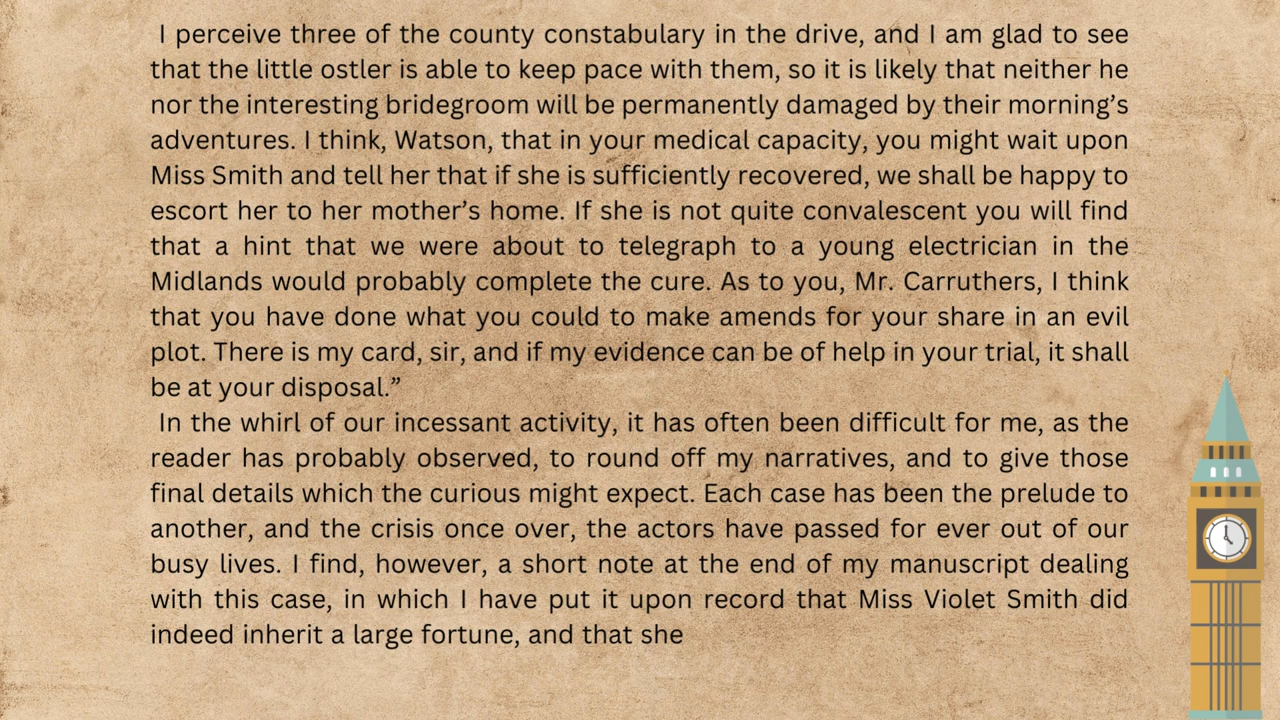 I perceive three of the county constabulary in the drive, and I am glad to see
that the little ostler is able to keep pace with them, so it is likely that neither he
nor the interesting bridegroom will be permanently damaged by their morning’s
adventures. I think, Watson, that in your medical capacity, you might wait upon
Miss Smith and tell her that if she is sufficiently recovered, we shall be happy to
escort her to her mother’s home. If she is not quite convalescent you will find
that a hint that we were about to telegraph to a young electrician in the
Midlands would probably complete the cure. As to you, Mr. Carruthers, I think
that you have done what you could to make amends for your share in an evil
plot. There is my card, sir, and if my evidence can be of help in your trial, it shall
be at your disposal.”
In the whirl of our incessant activity, it has often been difficult for me, as the
reader has probably observed, to round off my narratives, and to give those
final details which the curious might expect. Each case has been the prelude to
another, and the crisis once over, the actors have passed for ever out of our
busy lives. I find, however, a short note at the end of my manuscript dealing
with this case, in which I have put it upon record that Miss Violet Smith did
indeed inherit a large fortune, and that she